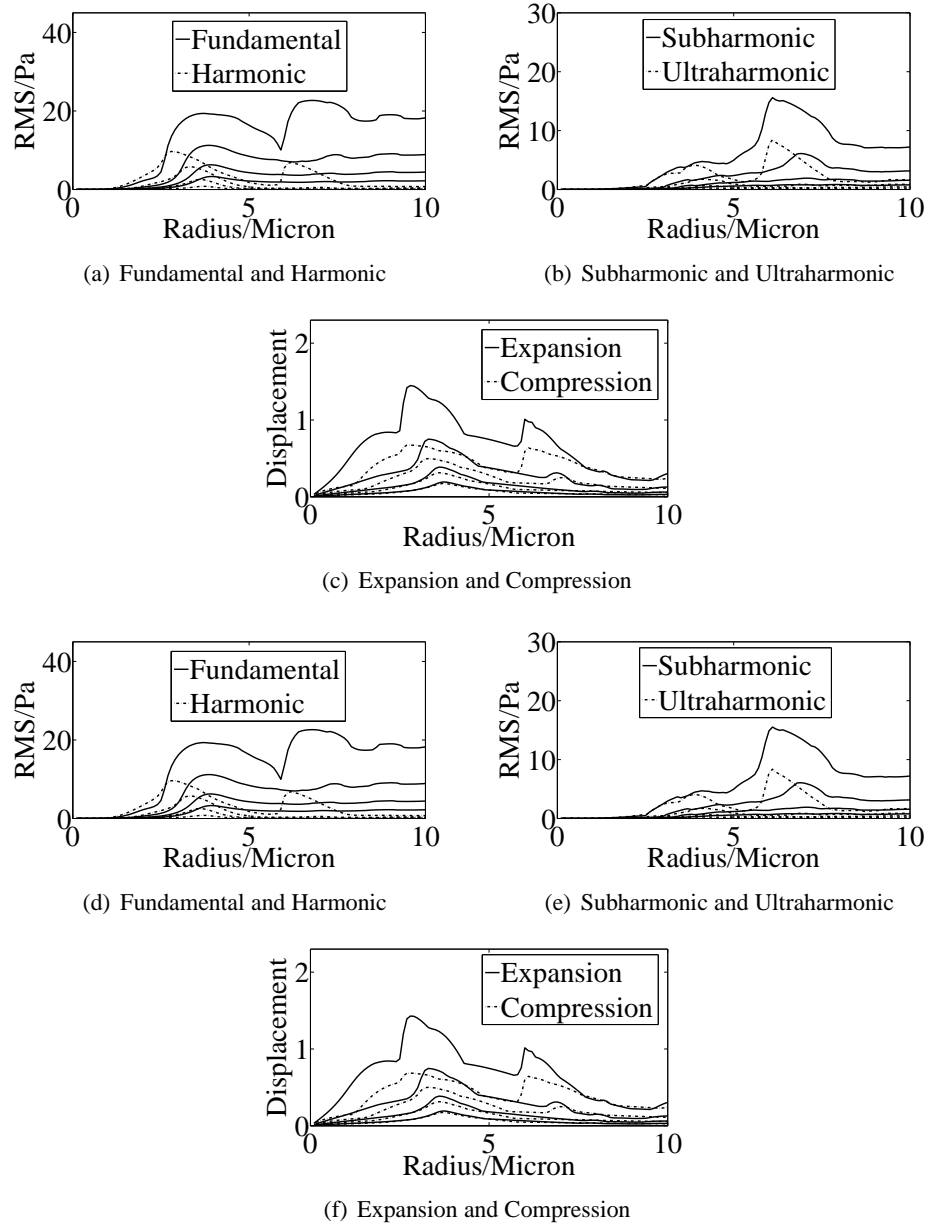 40
20
0
RMS/Pa
Fundamental
Harmonic
0 5 10
Radius/Micron
(a) Fundamental and Harmonic
30
20
10
0
RMS/Pa
Subharmonic
Ultraharmonic
0 5 10
Radius/Micron
(b) Subharmonic and Ultraharmonic
2
1
0
Displacement
Expansion
Compression
0 5 10
Radius/Micron
(c) Expansion and Compression
40
20
0
RMS/Pa
Fundamental
Harmonic
0 5 10
Radius/Micron
(d) Fundamental and Harmonic
30
20
10
0
RMS/Pa
Subharmonic
Ultraharmonic
0 5 10
Radius/Micron
(e) Subharmonic and Ultraharmonic
2
1
0
Displacement
Expansion
Compression
0 5 10
Radius/Micron
(f) Expansion and Compression